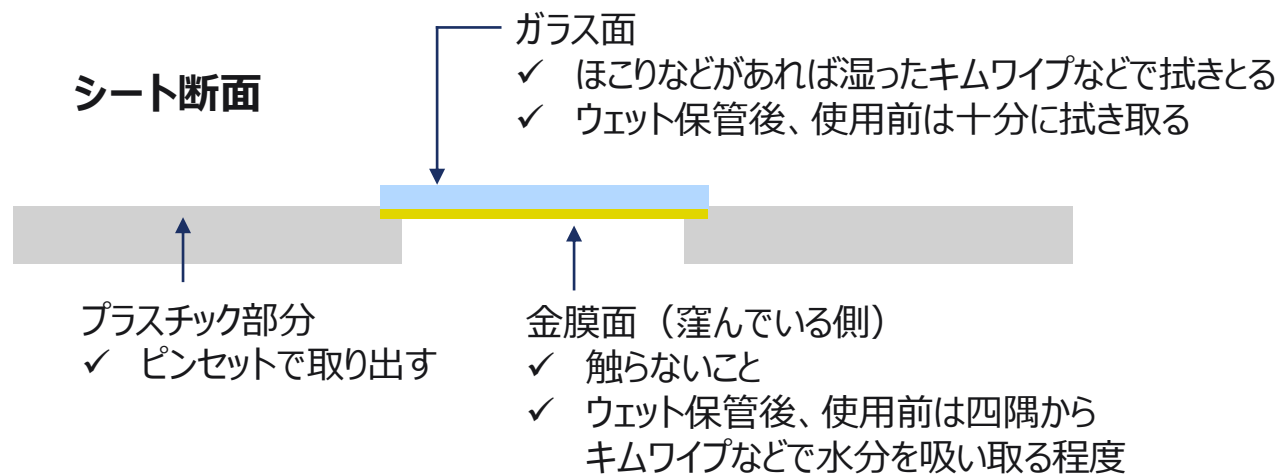 シート断面
ガラス面
✓ ほこりなどがあれば湿ったキムワイプなどで拭きとる
✓ ウェット保管後、使用前は十分に拭き取る
プラスチック部分
✓ ピンセットで取り出す
金膜面（窪んでいる側）
✓ 触らないこと
✓ ウェット保管後、使用前は四隅から
キムワイプなどで水分を吸い取る程度